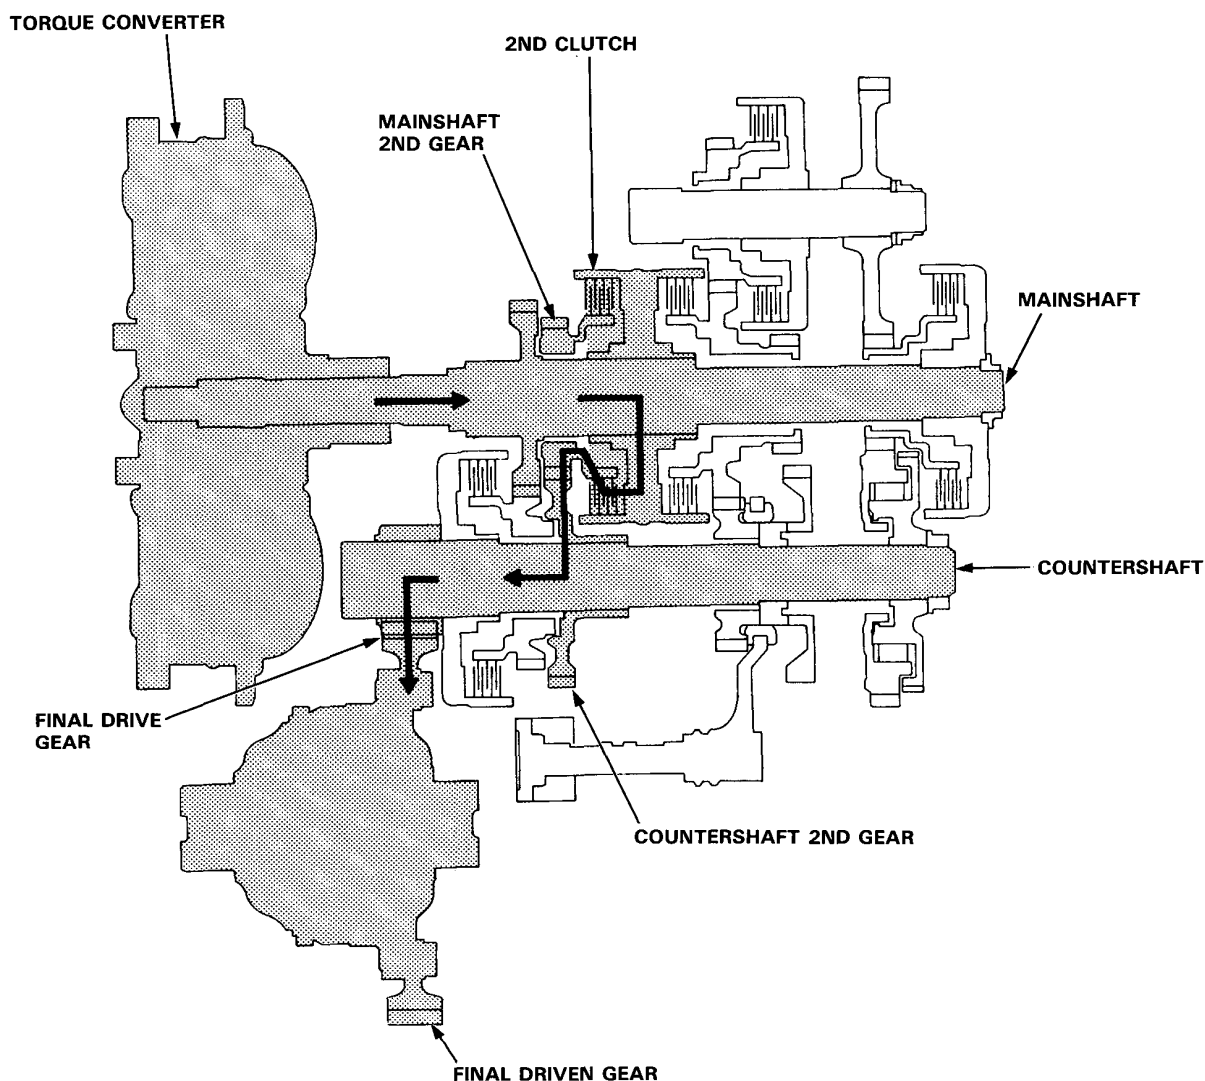 TORQUE CONVERTER
2ND CLUTCH
MAINSHAFT
2ND GEAR
MAINSHAFT
COUNTERSHAFT
FINAL DRIVE
GEAR
COUNTERSHAFT 2ND GEAR
FINAL DRIVEN GEAR